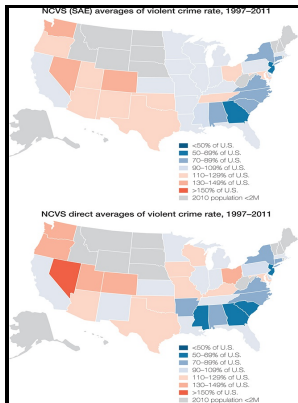 NCVS (SAE) averages of violent crime rate, 1997–2011
<50% of U.S.
50–69% of U.S.
70–89% of U.S.
90–109% of U.S.
110–129% of U.S.
130–149% of U.S.
>150% of U.S.
2010 population <2M
NCVS direct averages of violent crime rate, 1997–2011
<50% of U.S.
50–69% of U.S.
70–89% of U.S.
90–109% of U.S.
110–129% of U.S.
130–149% of U.S.
>150% of U.S.
2010 population <2M